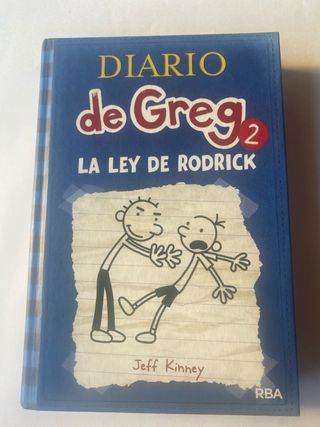 DIARIO
de Greg 2
LA LEY DE RODRICK
Jeff Kinney
RBA